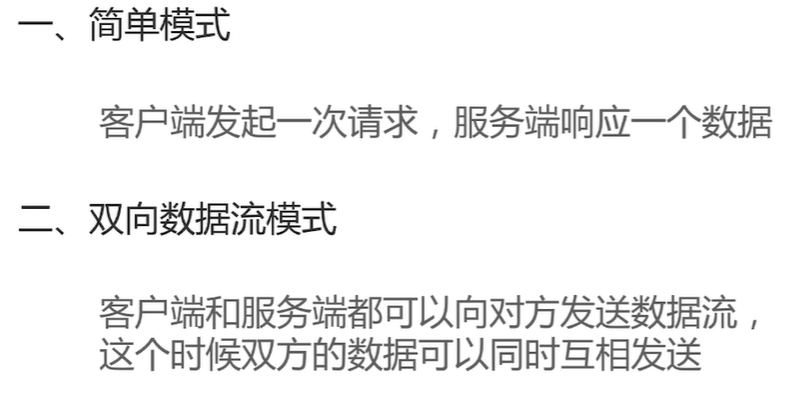 一、简单模式
客户端发起一次请求，服务端响应一个数据
二、双向数据流模式
客户端和服务端都可以向对方发送数据流，
这个时候双方的数据可以同时互相发送